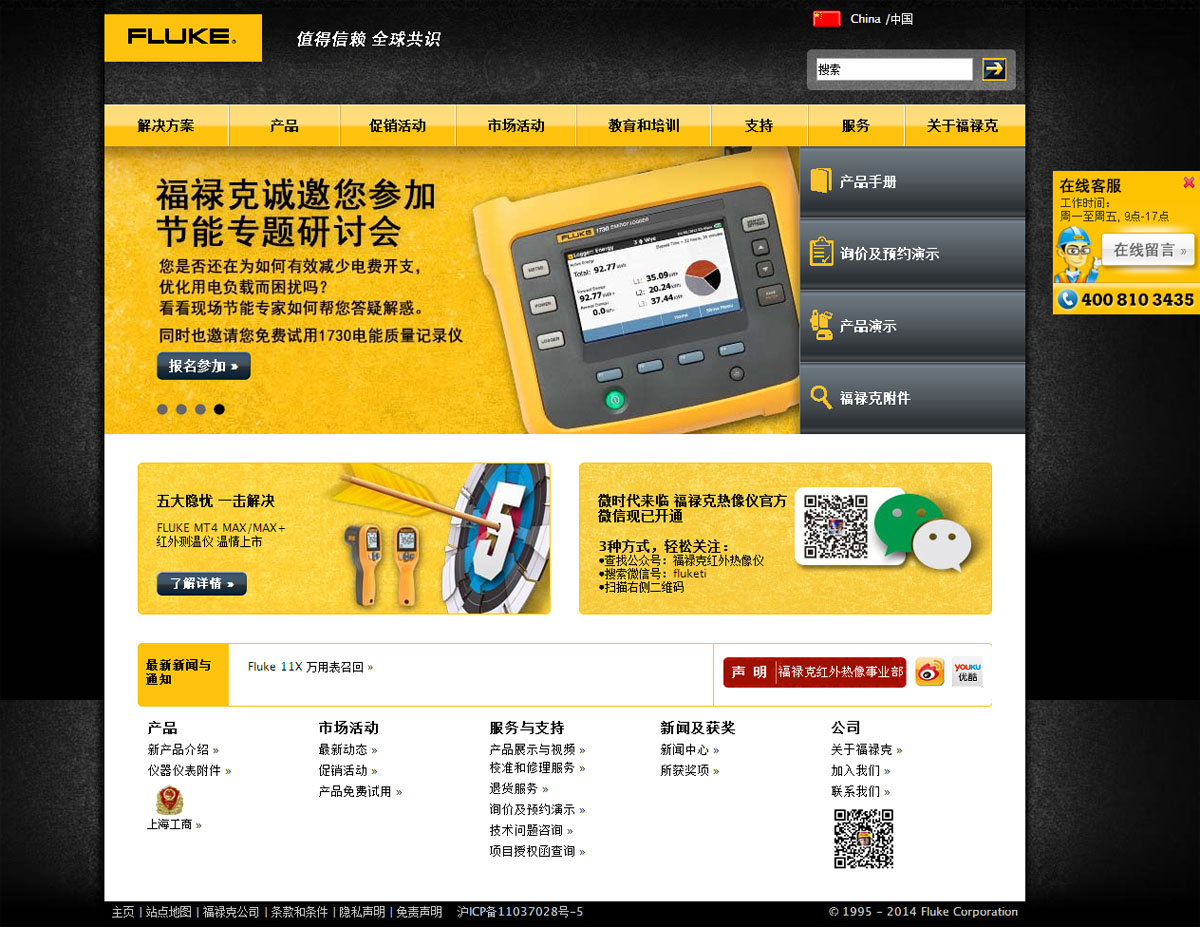 FLUKE®
值得信赖 全球共识
China /中国
搜索
解决方案
产品
促销活动
市场活动
教育和培训
支持
服务
关于福禄克
福禄克诚邀您参加
节能专题研讨会
您是否还在为如何有效减少电费开支，
优化用电负载而困扰吗？
看看现场节能专家如何帮您答疑解惑。
同时也邀请您免费试用1730电能质量记录仪
报名参加 »
FLUKE 1730 ENERGY LOGGER
Logger: Energy
3 Φ Wye
Total: 92.77
92.77
0.0
L1: 35.09
L2: 20.24
L3: 37.44
METER
POWER
LOGGER
产品手册
询价及预约演示
产品演示
福禄克附件
在线客服
工作时间：
周一至周五, 9点-17点
在线留言 »
400 810 3435
五大隐忧 一击解决
FLUKE MT4 MAX/MAX+
红外测温仪 温情上市
了解详情 »
5
微时代来临 福禄克热像仪官方
微信现已开通
3种方式，轻松关注：
•查找公众号：福禄克红外热像仪
•搜索微信号：fluketi
•扫描右侧二维码
最新新闻与
通知
Fluke 11X 万用表召回 »
声 明 福禄克红外热像事业部
YOUKU
优酷
产品
新产品介绍 »
仪器仪表附件 »
上海工商 »
市场活动
最新动态 »
促销活动 »
产品免费试用 »
服务与支持
产品展示与视频 »
校准和修理服务 »
退货服务 »
询价及预约演示 »
技术问题咨询 »
项目授权函查询 »
新闻及获奖
新闻中心 »
所获奖项 »
公司
关于福禄克 »
加入我们 »
联系我们 »
主页 | 站点地图 | 福禄克公司 | 条款和条件 | 隐私声明 | 免责声明 沪ICP备11037028号-5
© 1995 - 2014 Fluke Corporation